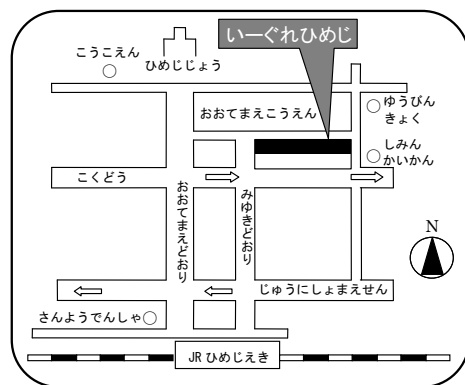 いーぐれひめじ
こうこえん
ひめじじょう
おおてまえこうえん
ゆうびん
きょく
しみん
かいかん
こくどう
おおてまえどおり
みゆきどおり
N
じゅうにしょまえせん
さんようでんしゃ
JRひめじえき